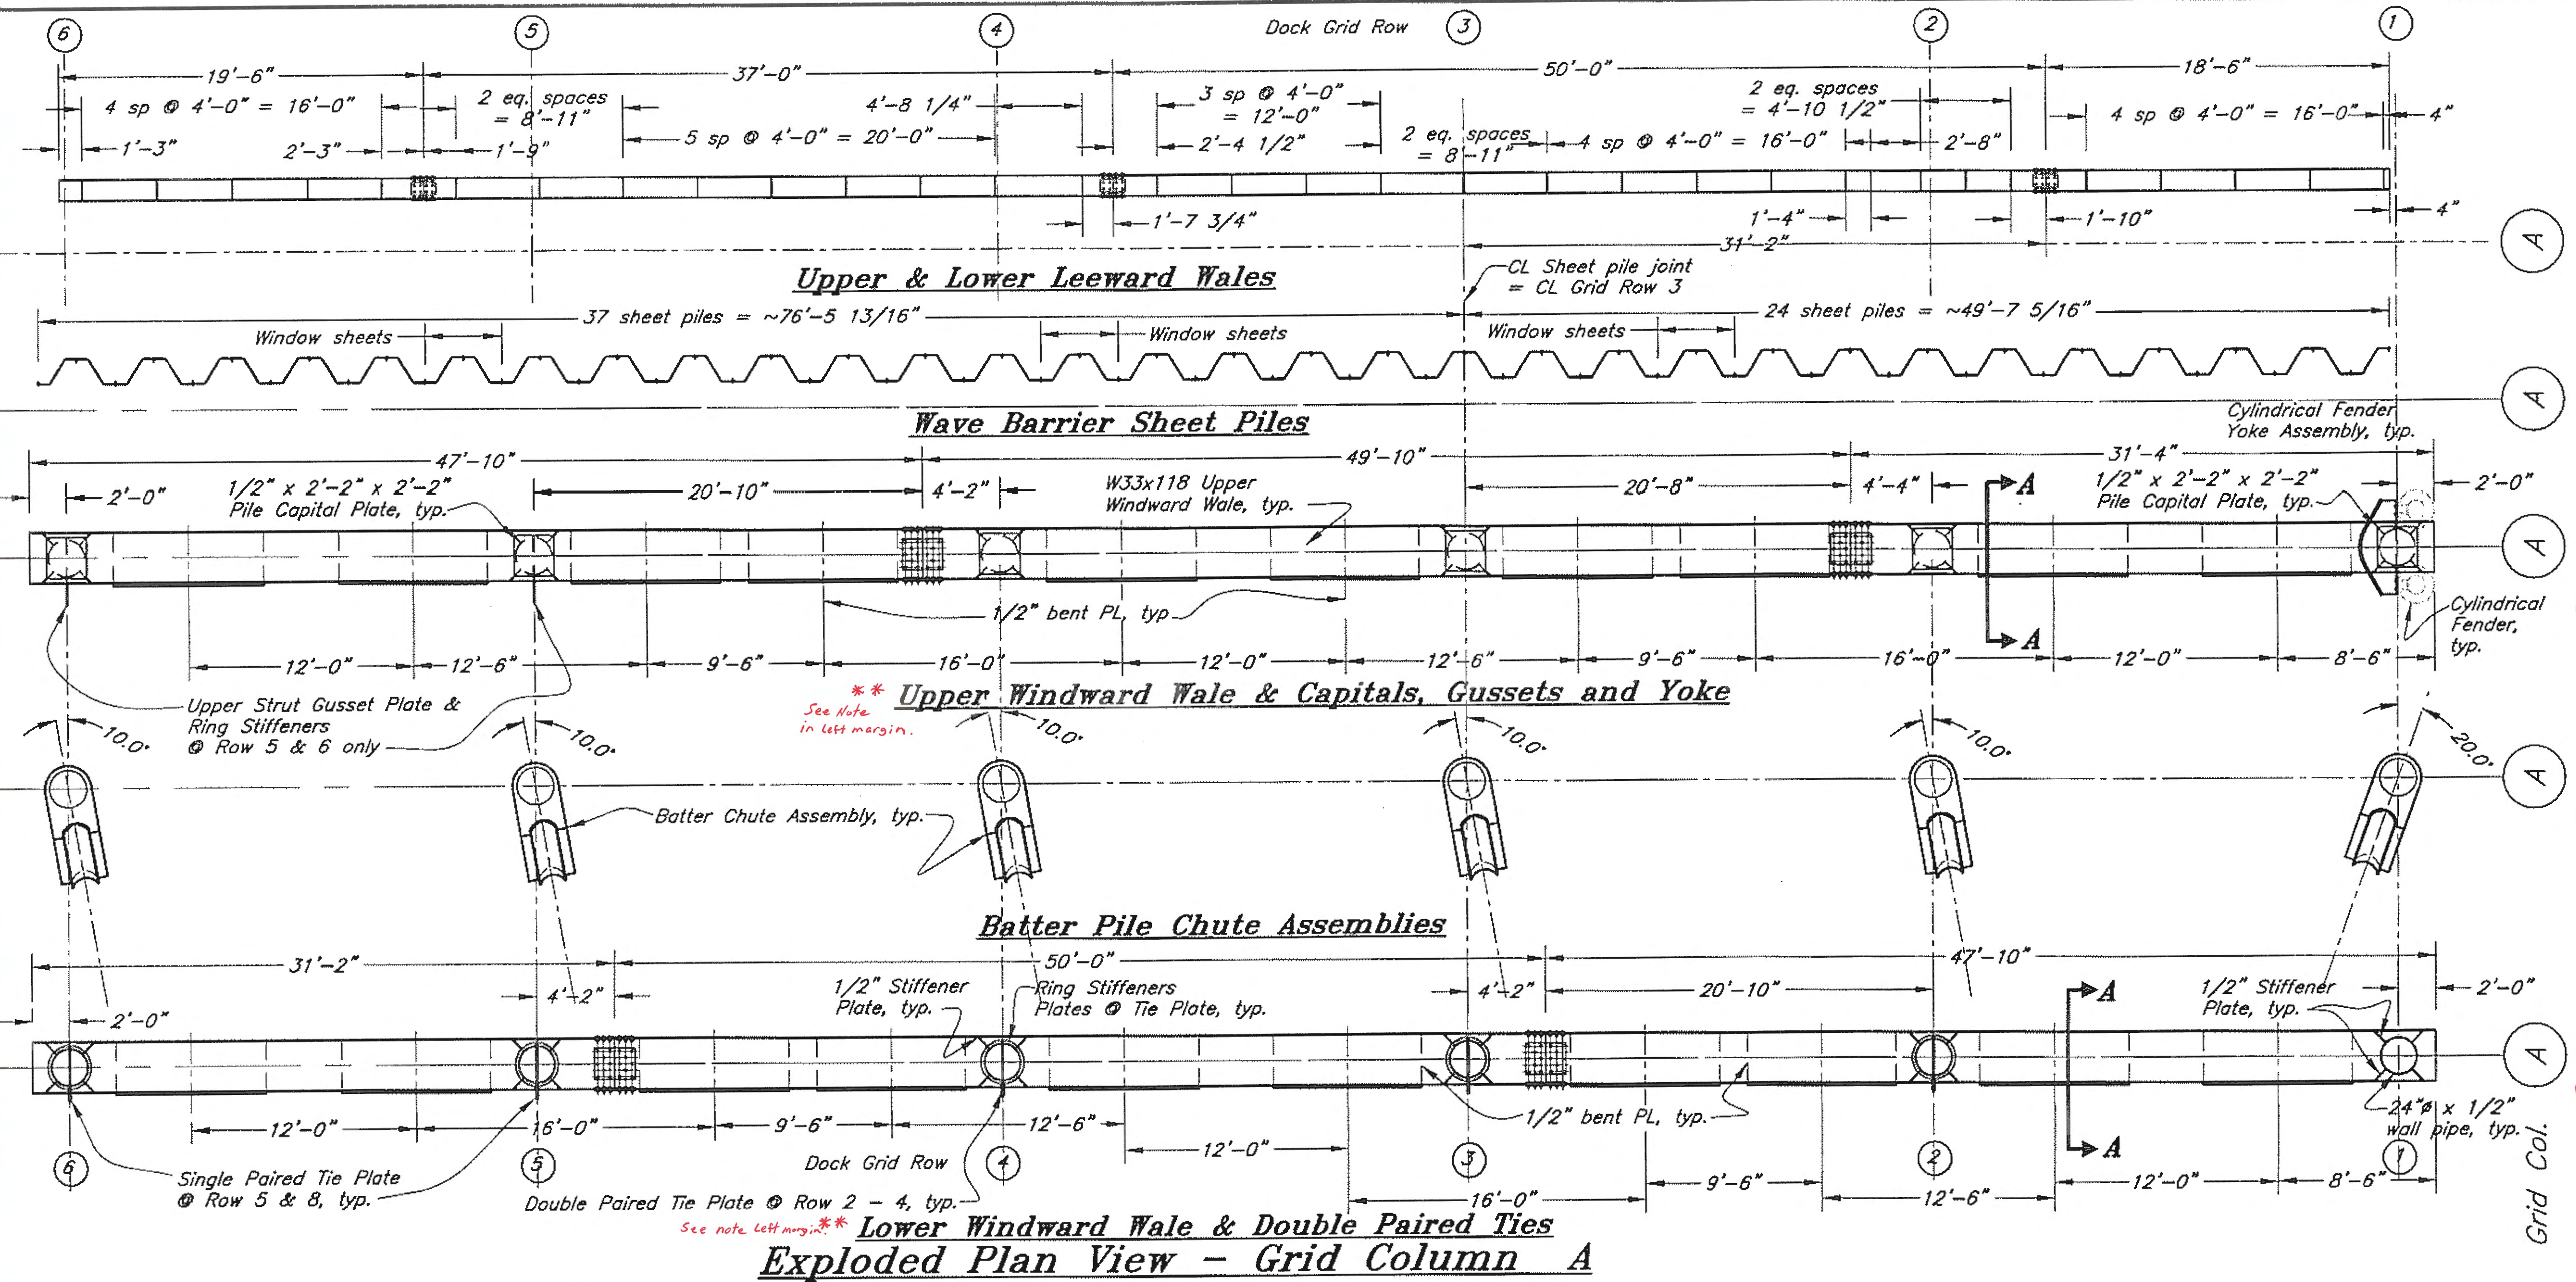 6
5
4
Dock Grid Row
3
2
1
19'-6"
37'-0"
50'-0"
18'-6"
4 sp @ 4'-0" = 16'-0"
2 eq. spaces
= 8'-11"
4'-8 1/4"
3 sp @ 4'-0"
= 12'-0"
2 eq. spaces
= 4'-10 1/2"
4 sp @ 4'-0" = 16'-0"
4"
1'-3"
2'-3"
1'-9"
5 sp @ 4'-0" = 20'-0"
2'-4 1/2"
2 eq. spaces
= 8'-11"
4 sp @ 4'-0" = 16'-0"
2'-8"
1'-7 3/4"
1'-4"
1'-10"
4"
31'-2"
A
Upper & Lower Leeward Wales
CL Sheet pile joint
= CL Grid Row 3
37 sheet piles = ~76'-5 13/16"
24 sheet piles = ~49'-7 5/16"
Window sheets
Window sheets
Window sheets
A
Wave Barrier Sheet Piles
Cylindrical Fender
Yoke Assembly, typ.
47'-10"
49'-10"
31'-4"
2'-0"
1/2" x 2'-2" x 2'-2"
Pile Capital Plate, typ.
20'-10"
4'-2"
W33x118 Upper
Windward Wale, typ.
20'-8"
4'-4"
A
1/2" x 2'-2" x 2'-2"
Pile Capital Plate, typ.
2'-0"
A
1/2" bent PL, typ
A
Cylindrical
Fender,
typ.
12'-0"
12'-6"
9'-6"
16'-0"
12'-0"
12'-6"
9'-6"
16'-0"
12'-0"
8'-6"
Upper Strut Gusset Plate &
Ring Stiffeners
@ Row 5 & 6 only
** Upper Windward Wale & Capitals, Gussets and Yoke
See Note
in left margin.
10.0°
10.0°
10.0°
10.0°
10.0°
20.0°
A
Batter Chute Assembly, typ.
Batter Pile Chute Assemblies
31'-2"
50'-0"
47'-10"
2'-0"
4'-2"
1/2" Stiffener
Plate, typ.
Ring Stiffeners
Plates @ Tie Plate, typ.
4'-2"
20'-10"
A
1/2" Stiffener
Plate, typ.
2'-0"
A
12'-0"
16'-0"
9'-6"
12'-6"
12'-0"
1/2" bent PL, typ.
A
24"ø x 1/2"
wall pipe, typ.
6
5
Dock Grid Row
4
3
2
1
Single Paired Tie Plate
@ Row 5 & 8, typ.
Double Paired Tie Plate @ Row 2 - 4, typ.
16'-0"
9'-6"
12'-6"
12'-0"
8'-6"
Grid Col.
See note left margin. ** Lower Windward Wale & Double Paired Ties
Exploded Plan View - Grid Column A